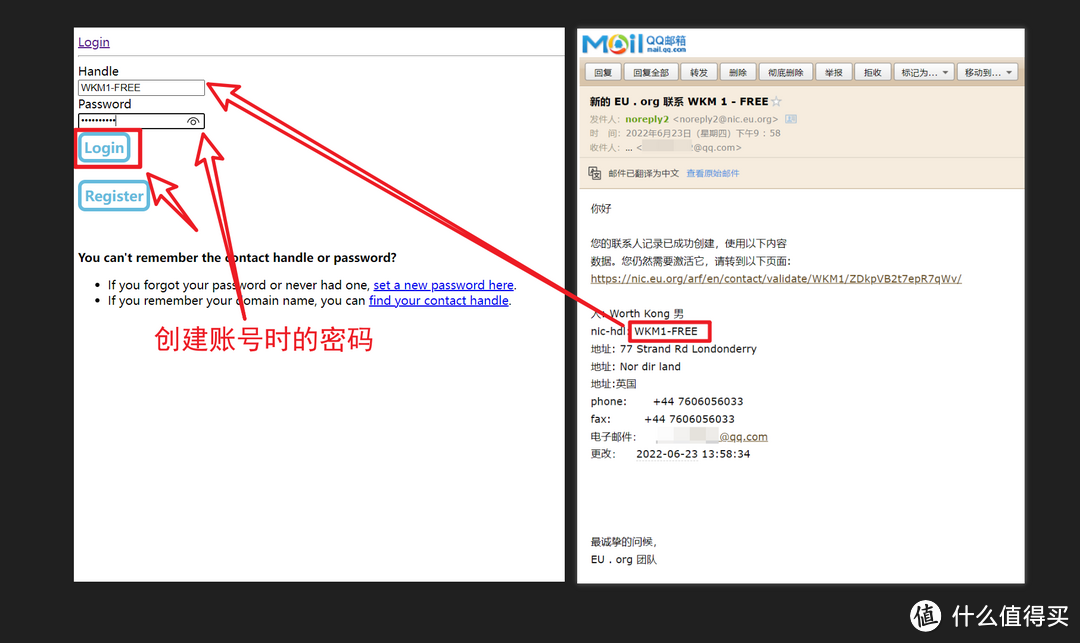 Login
Handle
WKM1-FREE
Password
Login
Register
You can't remember the contact handle or password?
If you forgot your password or never had one, set a new password here.
If you remember your domain name, you can find your contact handle.
创建账号时的密码
Mail QQ邮箱
mail.qq.com
回复 回复全部 转发 删除 彻底删除 举报 拒收 标记为... 移动到...
新的 EU . org 联系 WKM 1 - FREE
发件人: noreply2 <noreply2@nic.eu.org>
时 间: 2022年6月23日 (星期四) 下午9 : 58
收件人: ... < @qq.com>
邮件已翻译为中文 查看原始邮件
你好
您的联系人记录已成功创建，使用以下内容
数据。您仍然需要激活它，请转到以下页面：
https://nic.eu.org/arf/en/contact/validate/WKM1/ZDkpVB2t7epR7qWv/
人: Worth Kong 男
nic-hdl: WKM1-FREE
地址: 77 Strand Rd Londonderry
地址: Nor dir land
地址:英国
phone: +44 7606056033
fax: +44 7606056033
电子邮件: @qq.com
更改: 2022-06-23 13:58:34
最诚挚的问候，
EU . org 团队
值 什么值得买